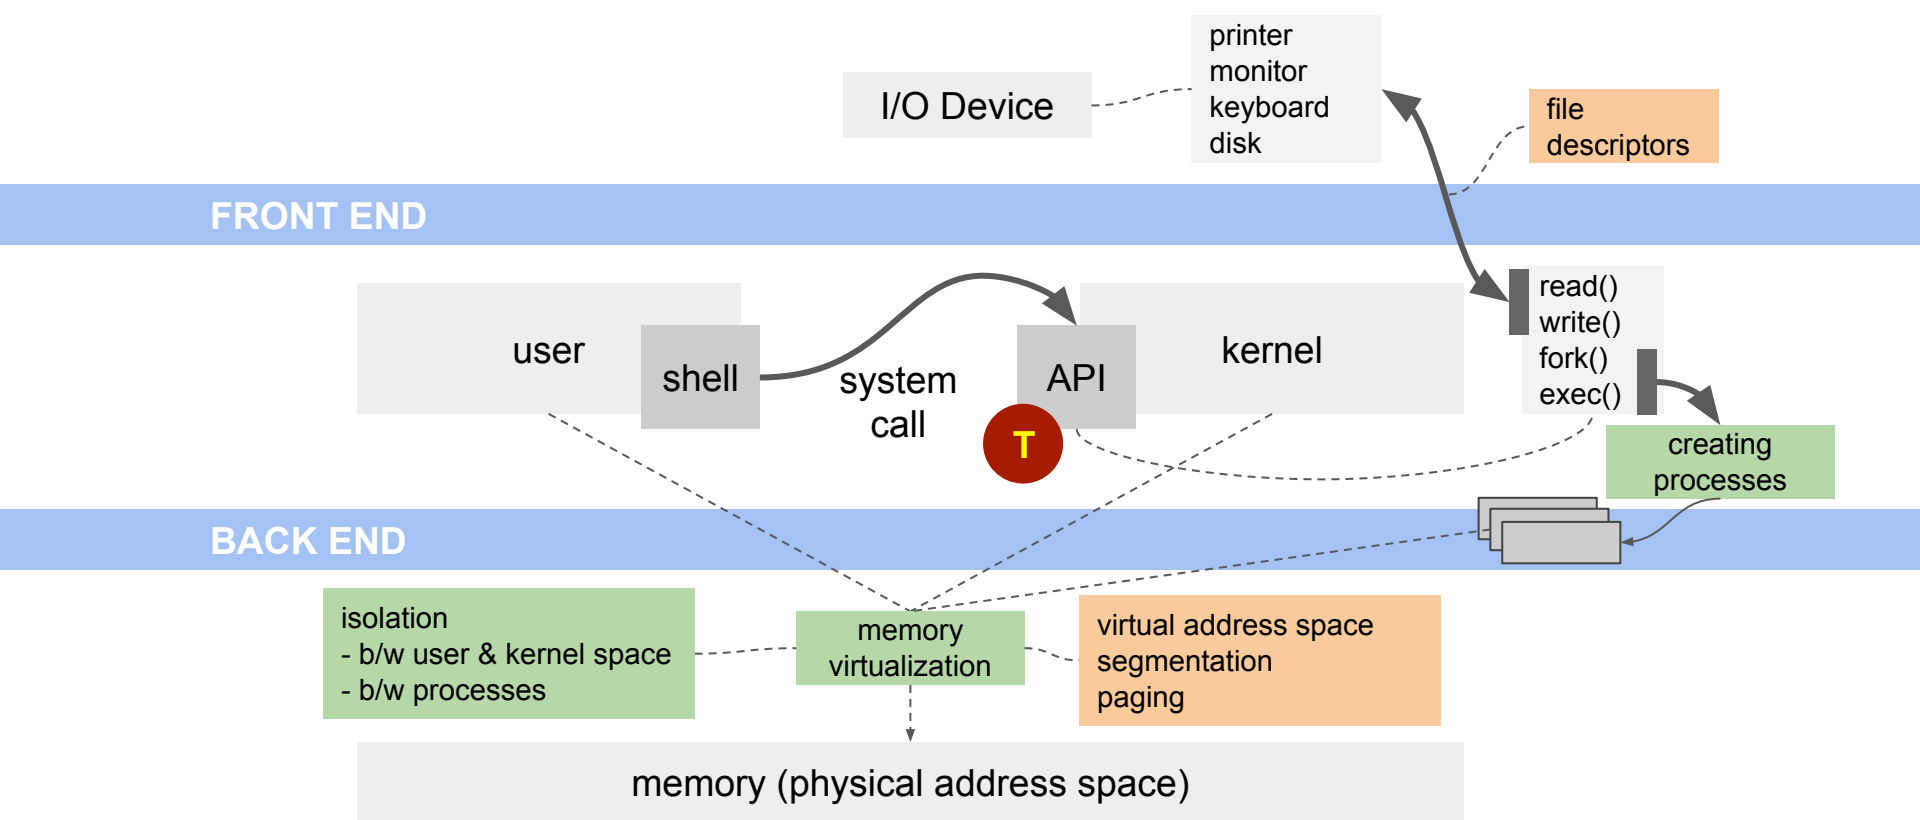 printer
monitor
keyboard
disk
I/O Device
file
descriptors
FRONT END
user
shell
system
call
API
T
kernel
read()
write()
fork()
exec()
creating
processes
BACK END
isolation
- b/w user & kernel space
- b/w processes
memory
virtualization
virtual address space
segmentation
paging
memory (physical address space)